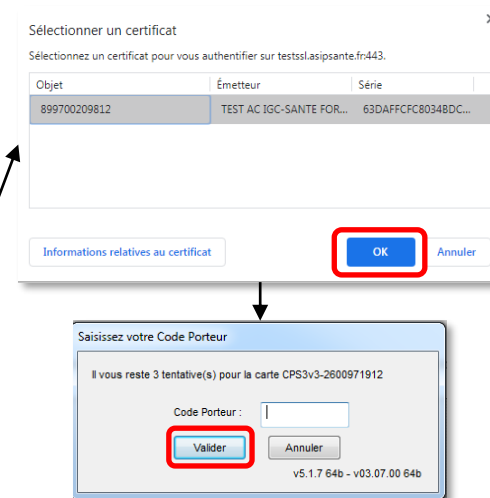 Sélectionner un certificat
Sélectionnez un certificat pour vous authentifier sur testssl.asipsante.fr:443.
Objet Émetteur Série
899700209812 TEST AC IGC-SANTE FOR... 63DAFFCFC8034BDC...
Informations relatives au certificat OK Annuler
Saisissez votre Code Porteur
Il vous reste 3 tentative(s) pour la carte CPS3v3-2600971912
Code Porteur :
Valider Annuler
v5.1.7 64b - v03.07.00 64b